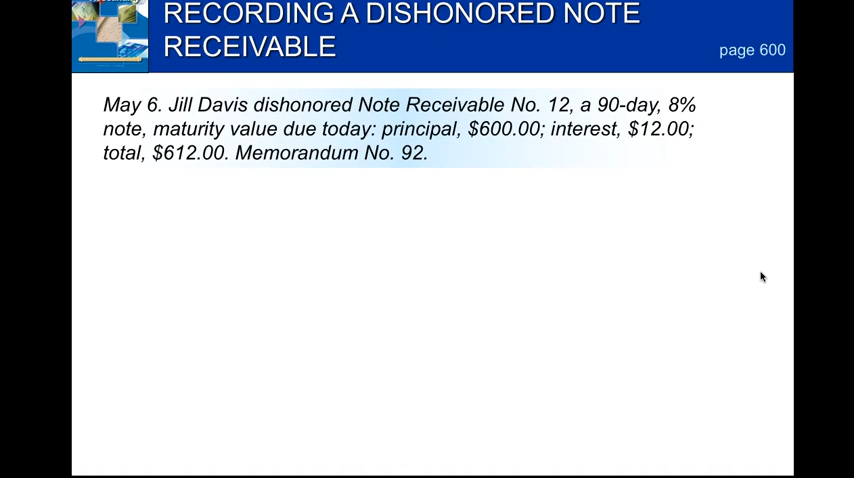 RECORDING A DISHONORED NOTE
RECEIVABLE
page 600
May 6. Jill Davis dishonored Note Receivable No. 12, a 90-day, 8%
note, maturity value due today: principal, $600.00; interest, $12.00;
total, $612.00. Memorandum No. 92.